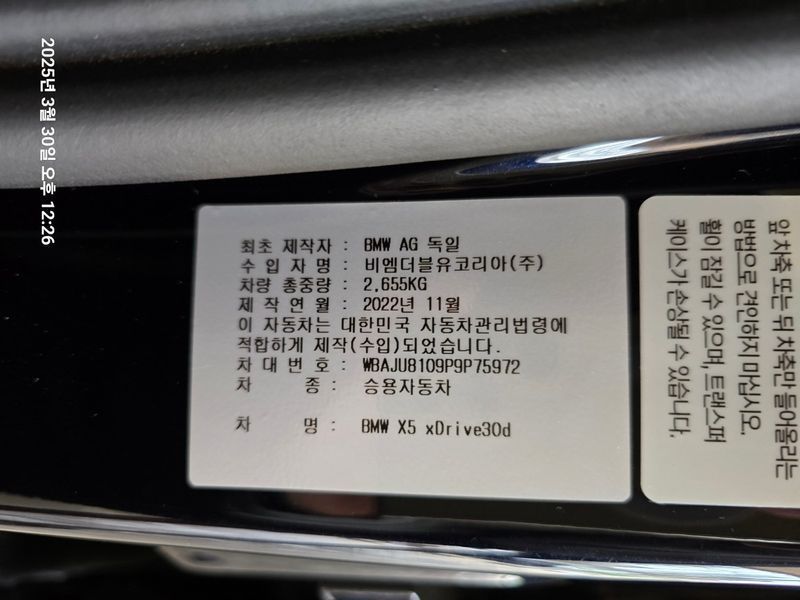 2025년 3월 30일 오후 12:26
최초 제작자 : BMW AG 독일
수 입 자 명 : 비엠더블유코리아(주)
차량 총중량 : 2,655KG
제 작 연 월 : 2022년 11월
이 자동차는 대한민국 자동차관리법령에
적합하게 제작(수입)되었습니다.
차 대 번 호 : WBAJU8109P9P75972
차 종 : 승용자동차
차 명 : BMW X5 xDrive30d
앞 차축 또는 뒤 차축만 들어올리는
방법으로 견인하지 마십시오.
휠이 잠길 수 있으며, 트랜스퍼
케이스가 손상될 수 있습니다.